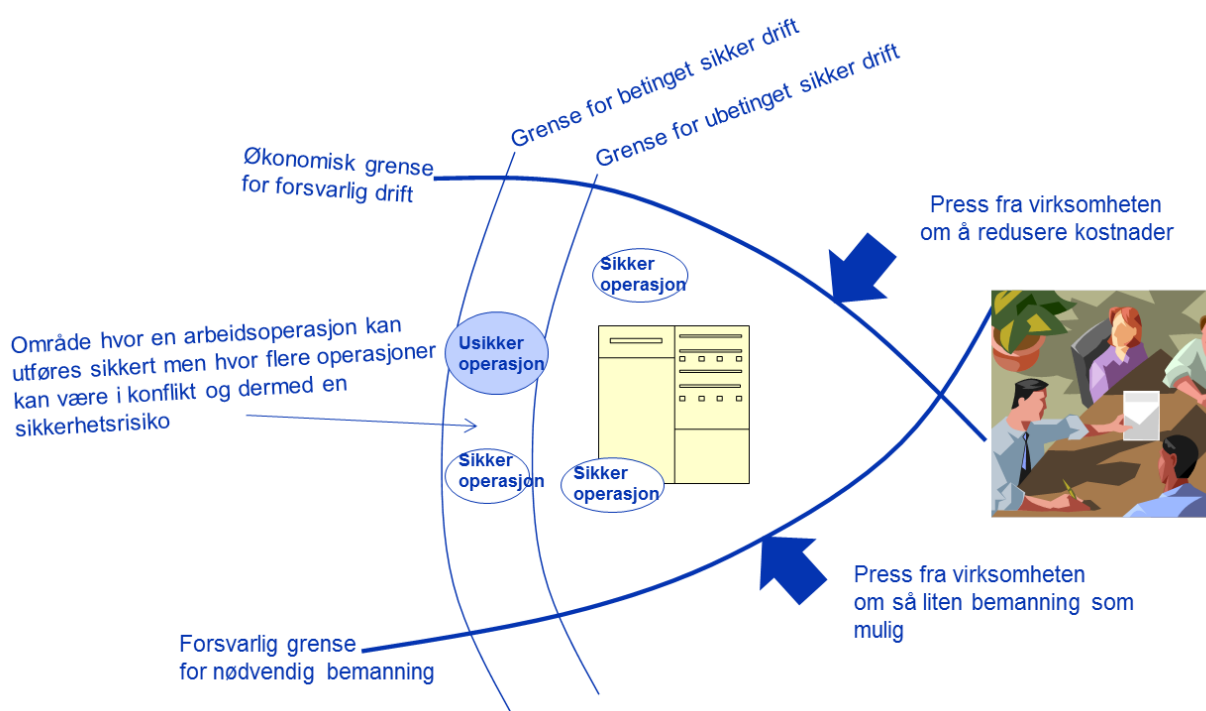 Grense for betinget sikker drift
Grense for ubetinget sikker drift
Økonomisk grense
for forsvarlig drift
Press fra virksomheten
om å redusere kostnader
Sikker
operasjon
Område hvor en arbeidsoperasjon kan
utføres sikkert men hvor flere operasjoner
kan være i konflikt og dermed en
sikkerhetsrisiko
Usikker
operasjon
Sikker
operasjon
Sikker
operasjon
Press fra virksomheten
om så liten bemanning som
mulig
Forsvarlig grense
for nødvendig bemanning